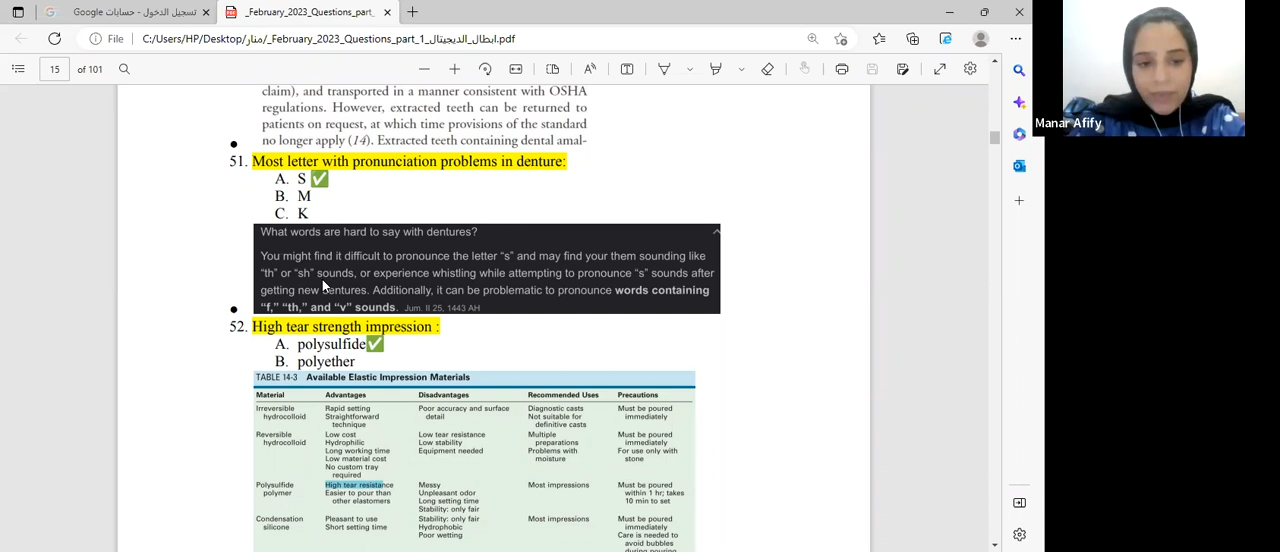 تسجيل الدخول - حسابات Google
_February_2023_Questions_part_
File
C:/Users/HP/Desktop/منار/_February_2023_Questions_part_1_ابطال_الديجيتال.pdf
15 of 101
Manar Afify
claim), and transported in a manner consistent with OSHA
regulations. However, extracted teeth can be returned to
patients on request, at which time provisions of the standard
no longer apply (14). Extracted teeth containing dental amal-
51. Most letter with pronunciation problems in denture:
A. S ✅
B. M
C. K
What words are hard to say with dentures?
You might find it difficult to pronounce the letter “s” and may find your them sounding like
“th” or “sh” sounds, or experience whistling while attempting to pronounce “s” sounds after
getting new dentures. Additionally, it can be problematic to pronounce words containing
“f,” “th,” and “v” sounds. Jum. II 25, 1443 AH
52. High tear strength impression :
A. polysulfide✅
B. polyether
TABLE 14-3 Available Elastic Impression Materials
Material Advantages Disadvantages Recommended Uses Precautions
Irreversible Rapid setting Poor accuracy and surface Diagnostic casts Must be poured
hydrocolloid Straightforward detail Not suitable for immediately
technique definitive casts
Reversible Low cost Low tear resistance Multiple Must be poured
hydrocolloid Hydrophilic Low stability preparations immediately
Long working time Equipment needed Problems with For use only with
Low material cost moisture stone
No custom tray
required
Polysulfide High tear resistance Messy Most impressions Must be poured
polymer Easier to pour than Unpleasant odor within 1 hr; takes
other elastomers Long setting time 10 min to set
Stability: only fair
Condensation Pleasant to use Stability: only fair Most impressions Must be poured
silicone Short setting time Hydrophobic immediately
Poor wetting Care is needed to
avoid bubbles
during pouring